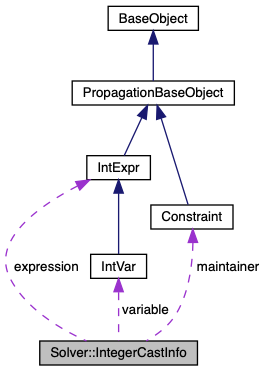 BaseObject
PropagationBaseObject
IntExpr
Constraint
expression
IntVar
maintainer
variable
Solver::IntegerCastInfo